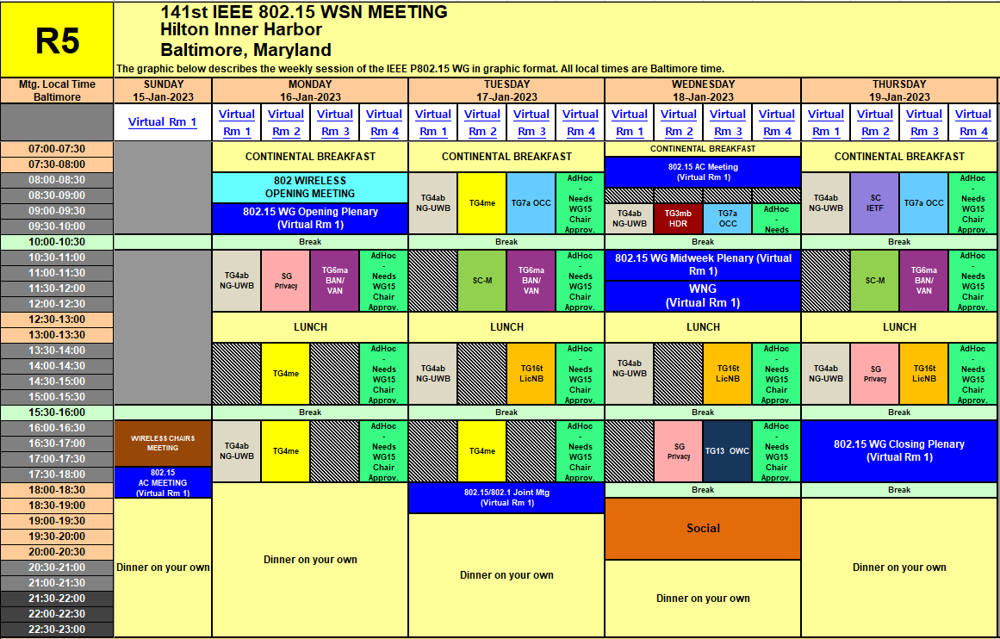 R5
141st IEEE 802.15 WSN MEETING
Hilton Inner Harbor
Baltimore, Maryland
The graphic below describes the weekly session of the IEEE P802.15 WG in graphic format. All local times are Baltimore time.
Mtg. Local Time
Baltimore
SUNDAY
15-Jan-2023
MONDAY
16-Jan-2023
TUESDAY
17-Jan-2023
WEDNESDAY
18-Jan-2023
THURSDAY
19-Jan-2023
Virtual Rm 1
Virtual Virtual Virtual Virtual Virtual Virtual Virtual Virtual Virtual Virtual Virtual Virtual Virtual Virtual Virtual Virtual
Rm 1 Rm 2 Rm 3 Rm 4 Rm 1 Rm 2 Rm 3 Rm 4 Rm 1 Rm 2 Rm 3 Rm 4 Rm 1 Rm 2 Rm 3 Rm 4
07:00-07:30
07:30-08:00
CONTINENTAL BREAKFAST
CONTINENTAL BREAKFAST
CONTINENTAL BREAKFAST
802.15 AC Meeting
(Virtual Rm 1)
CONTINENTAL BREAKFAST
08:00-08:30
08:30-09:00
09:00-09:30
09:30-10:00
802 WIRELESS
OPENING MEETING
802.15 WG Opening Plenary
(Virtual Rm 1)
TG4ab
NG-UWB
TG4me
TG7a OCC
AdHoc
-
Needs
WG15
Chair
Approv.
TG4ab
NG-UWB
TG3mb
HDR
TG7a
OCC
AdHoc
-
Needs
TG4ab
NG-UWB
SC
IETF
TG7a OCC
AdHoc
-
Needs
WG15
Chair
Approv.
10:00-10:30
Break
Break
Break
Break
10:30-11:00
11:00-11:30
11:30-12:00
12:00-12:30
TG4ab
NG-UWB
SG
Privacy
TG6ma
BAN/
VAN
AdHoc
-
Needs
WG15
Chair
Approv.
SC-M
TG6ma
BAN/
VAN
AdHoc
-
Needs
WG15
Chair
Approv.
802.15 WG Midweek Plenary (Virtual
Rm 1)
WNG
(Virtual Rm 1)
SC-M
TG6ma
BAN/
VAN
AdHoc
-
Needs
WG15
Chair
Approv.
12:30-13:00
13:00-13:30
LUNCH
LUNCH
LUNCH
LUNCH
13:30-14:00
14:00-14:30
14:30-15:00
15:00-15:30
TG4me
AdHoc
-
Needs
WG15
Chair
Approv.
TG4ab
NG-UWB
TG16t
LicNB
AdHoc
-
Needs
WG15
Chair
Approv.
TG4ab
NG-UWB
TG16t
LicNB
AdHoc
-
Needs
WG15
Chair
Approv.
TG4ab
NG-UWB
SG
Privacy
TG16t
LicNB
AdHoc
-
Needs
WG15
Chair
Approv.
15:30-16:00
Break
Break
Break
Break
16:00-16:30
16:30-17:00
17:00-17:30
17:30-18:00
WIRELESS CHAIRS
MEETING
802.15
AC MEETING
(Virtual Rm 1)
TG4ab
NG-UWB
TG4me
AdHoc
-
Needs
WG15
Chair
Approv.
TG4me
AdHoc
-
Needs
WG15
Chair
Approv.
SG
Privacy
TG13 OWC
AdHoc
-
Needs
WG15
Chair
Approv.
802.15 WG Closing Plenary
(Virtual Rm 1)
18:00-18:30
18:30-19:00
19:00-19:30
19:30-20:00
20:00-20:30
20:30-21:00
21:00-21:30
21:30-22:00
22:00-22:30
22:30-23:00
Dinner on your own
Dinner on your own
802.15/802.1 Joint Mtg
(Virtual Rm 1)
Dinner on your own
Break
Social
Dinner on your own
Break
Dinner on your own